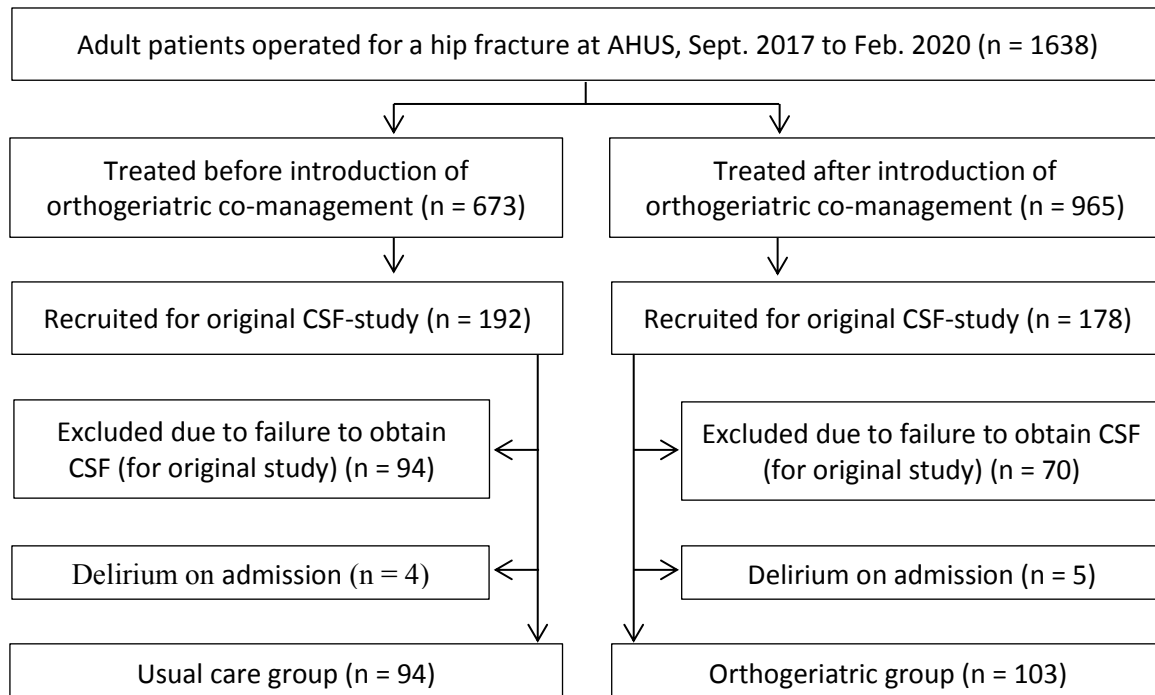 Adult patients operated for a hip fracture at AHUS, Sept. 2017 to Feb. 2020 (n = 1638)
Treated before introduction of
orthogeriatric co-management (n = 673)
Treated after introduction of
orthogeriatric co-management (n = 965)
Recruited for original CSF-study (n = 192)
Recruited for original CSF-study (n = 178)
Excluded due to failure to obtain
CSF (for original study) (n = 94)
Excluded due to failure to obtain CSF
(for original study) (n = 70)
Delirium on admission (n = 4)
Delirium on admission (n = 5)
Usual care group (n = 94)
Orthogeriatric group (n = 103)